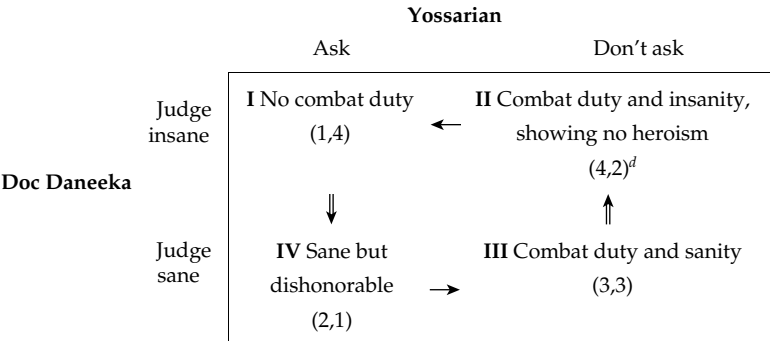 Yossarian
Ask Don’t ask
Judge insane
I No combat duty
(1,4)
←
II Combat duty and insanity,
showing no heroism
(4,2)d
Doc Daneeka
⇓
⇑
Judge sane
IV Sane but
dishonorable
(2,1)
→
III Combat duty and sanity
(3,3)